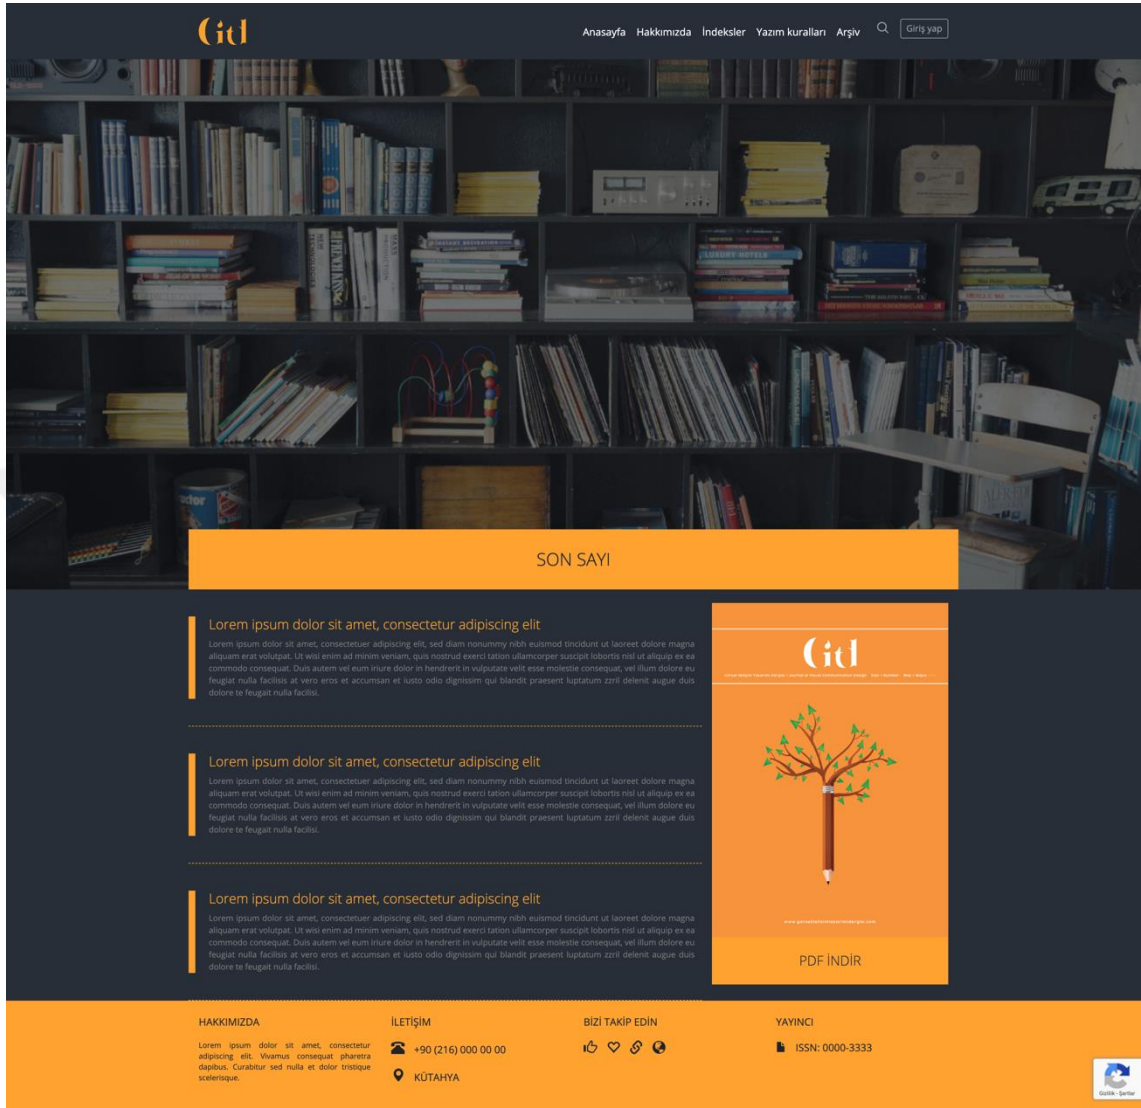 Gitd
Anasayfa Hakkımızda İndeksler Yazım kuralları Arşiv Giriş yap
LUXURY HOTELS
SON SAYI
Lorem ipsum dolor sit amet, consectetur adipiscing elit
Lorem ipsum dolor sit amet, consectetuer adipiscing elit, sed diam nonummy nibh euismod tincidunt ut laoreet dolore magna
aliquam erat volutpat. Ut wisi enim ad minim veniam, quis nostrud exerci tation ullamcorper suscipit lobortis nisl ut aliquip ex ea
commodo consequat. Duis autem vel eum iriure dolor in hendrerit in vulputate velit esse molestie consequat, vel illum dolore eu
feugiat nulla facilisis at vero eros et accumsan et iusto odio dignissim qui blandit praesent luptatum zzril delenit augue duis
dolore te feugait nulla facilisi.
Lorem ipsum dolor sit amet, consectetur adipiscing elit
Lorem ipsum dolor sit amet, consectetuer adipiscing elit, sed diam nonummy nibh euismod tincidunt ut laoreet dolore magna
aliquam erat volutpat. Ut wisi enim ad minim veniam, quis nostrud exerci tation ullamcorper suscipit lobortis nisl ut aliquip ex ea
commodo consequat. Duis autem vel eum iriure dolor in hendrerit in vulputate velit esse molestie consequat, vel illum dolore eu
feugiat nulla facilisis at vero eros et accumsan et iusto odio dignissim qui blandit praesent luptatum zzril delenit augue duis
dolore te feugait nulla facilisi.
Lorem ipsum dolor sit amet, consectetur adipiscing elit
Lorem ipsum dolor sit amet, consectetuer adipiscing elit, sed diam nonummy nibh euismod tincidunt ut laoreet dolore magna
aliquam erat volutpat. Ut wisi enim ad minim veniam, quis nostrud exerci tation ullamcorper suscipit lobortis nisl ut aliquip ex ea
commodo consequat. Duis autem vel eum iriure dolor in hendrerit in vulputate velit esse molestie consequat, vel illum dolore eu
feugiat nulla facilisis at vero eros et accumsan et iusto odio dignissim qui blandit praesent luptatum zzril delenit augue duis
dolore te feugait nulla facilisi.
Gitd
PDF İNDİR
HAKKIMIZDA
Lorem ipsum dolor sit amet, consectetur
adipiscing elit. Vivamus consequat pharetra
dapibus. Curabitur sed nulla et dolor tristique
scelerisque.
İLETİŞİM
+90 (216) 000 00 00
KÜTAHYA
BİZİ TAKİP EDİN
YAYINCI
ISSN: 0000-3333
Gizlilik - Şartlar